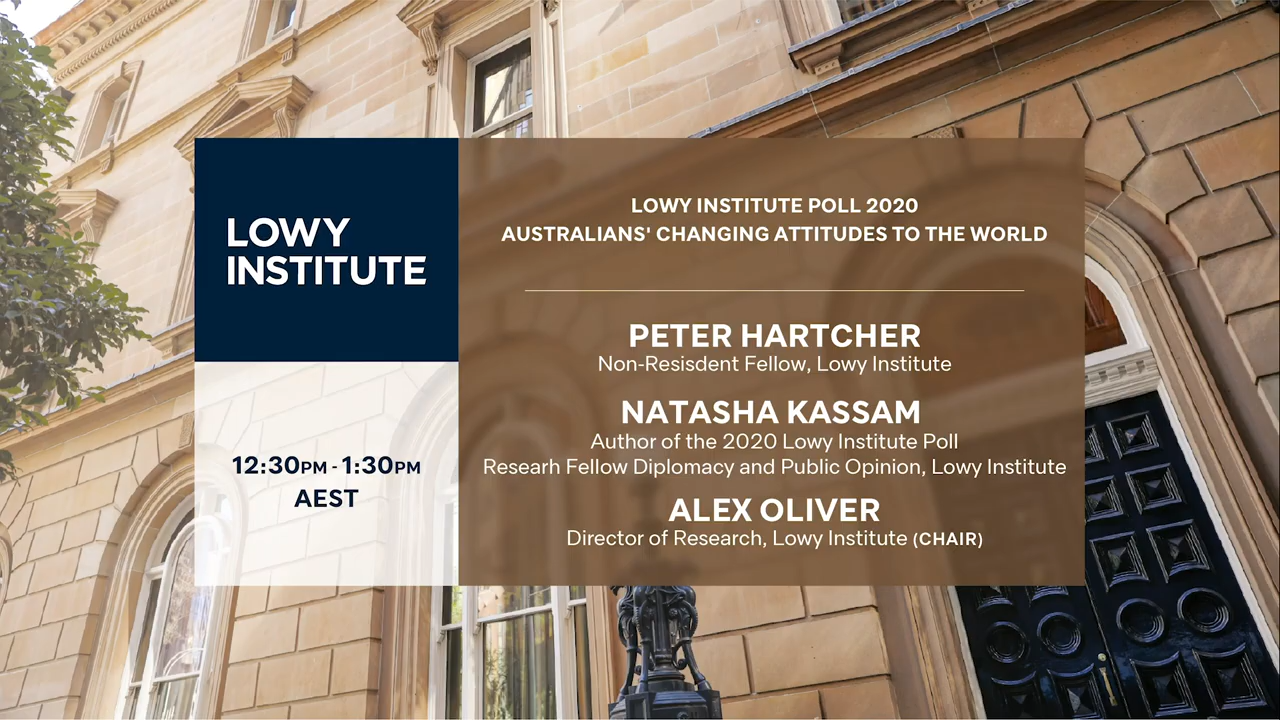 LOWY
INSTITUTE
12:30PM - 1:30PM
AEST
LOWY INSTITUTE POLL 2020
AUSTRALIANS' CHANGING ATTITUDES TO THE WORLD
PETER HARTCHER
Non-Resisdent Fellow, Lowy Institute
NATASHA KASSAM
Author of the 2020 Lowy Institute Poll
Researh Fellow Diplomacy and Public Opinion, Lowy Institute
ALEX OLIVER
Director of Research, Lowy Institute (CHAIR)